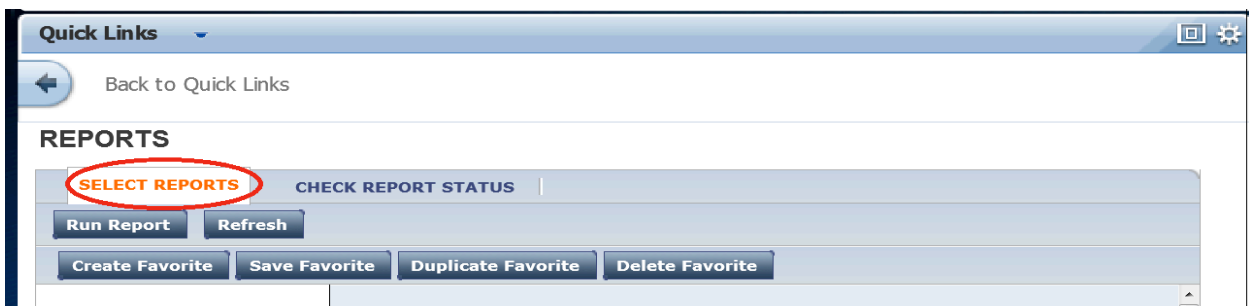 Quick Links
Back to Quick Links
REPORTS
SELECT REPORTS CHECK REPORT STATUS
Run Report Refresh
Create Favorite Save Favorite Duplicate Favorite Delete Favorite